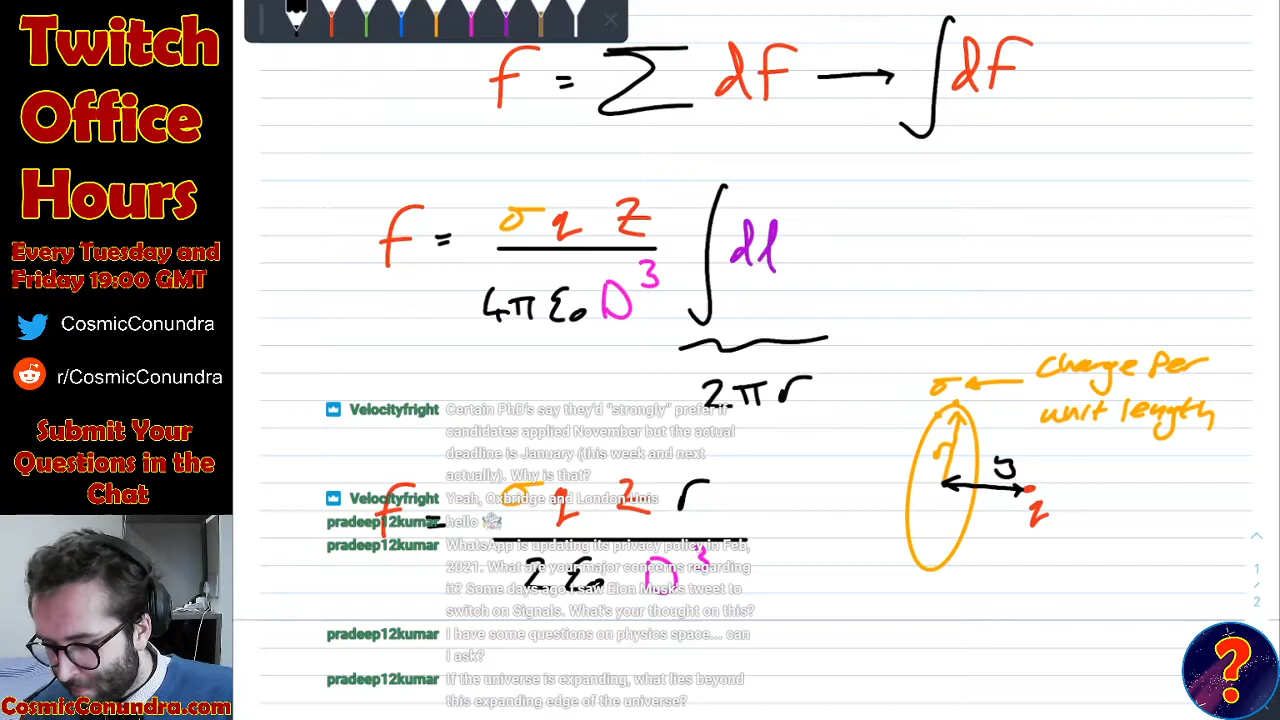 Twitch
Office
Hours
Every Tuesday and
Friday 19:00 GMT
CosmicConundra
r/CosmicConundra
Submit Your
Questions in the
Chat
CosmicConundra.com
F = ∑ dF → ∫ dF
F = σ q z / 4π ε₀ D³ ∫ dl
2πr
Velocityfright Certain PhD's say they'd "strongly" prefer if
candidates applied November but the actual
deadline is January (this week and next
actually). Why is that?
Velocityfright Yeah, Oxbridge and London Unis
F = σ q z r / 2 ε₀ D³
pradeep12kumar hello
pradeep12kumar WhatsApp is updating its privacy policy in Feb,
2021. What are your major concerns regarding
it? Some days ago I saw Elon Musk's tweet to
switch on Signals. What's your thought on this?
pradeep12kumar I have some questions on physics space... can
I ask?
pradeep12kumar If the universe is expanding, what lies beyond
this expanding edge of the universe?
σ ← charge per
unit length
r
q
1
/
2
?